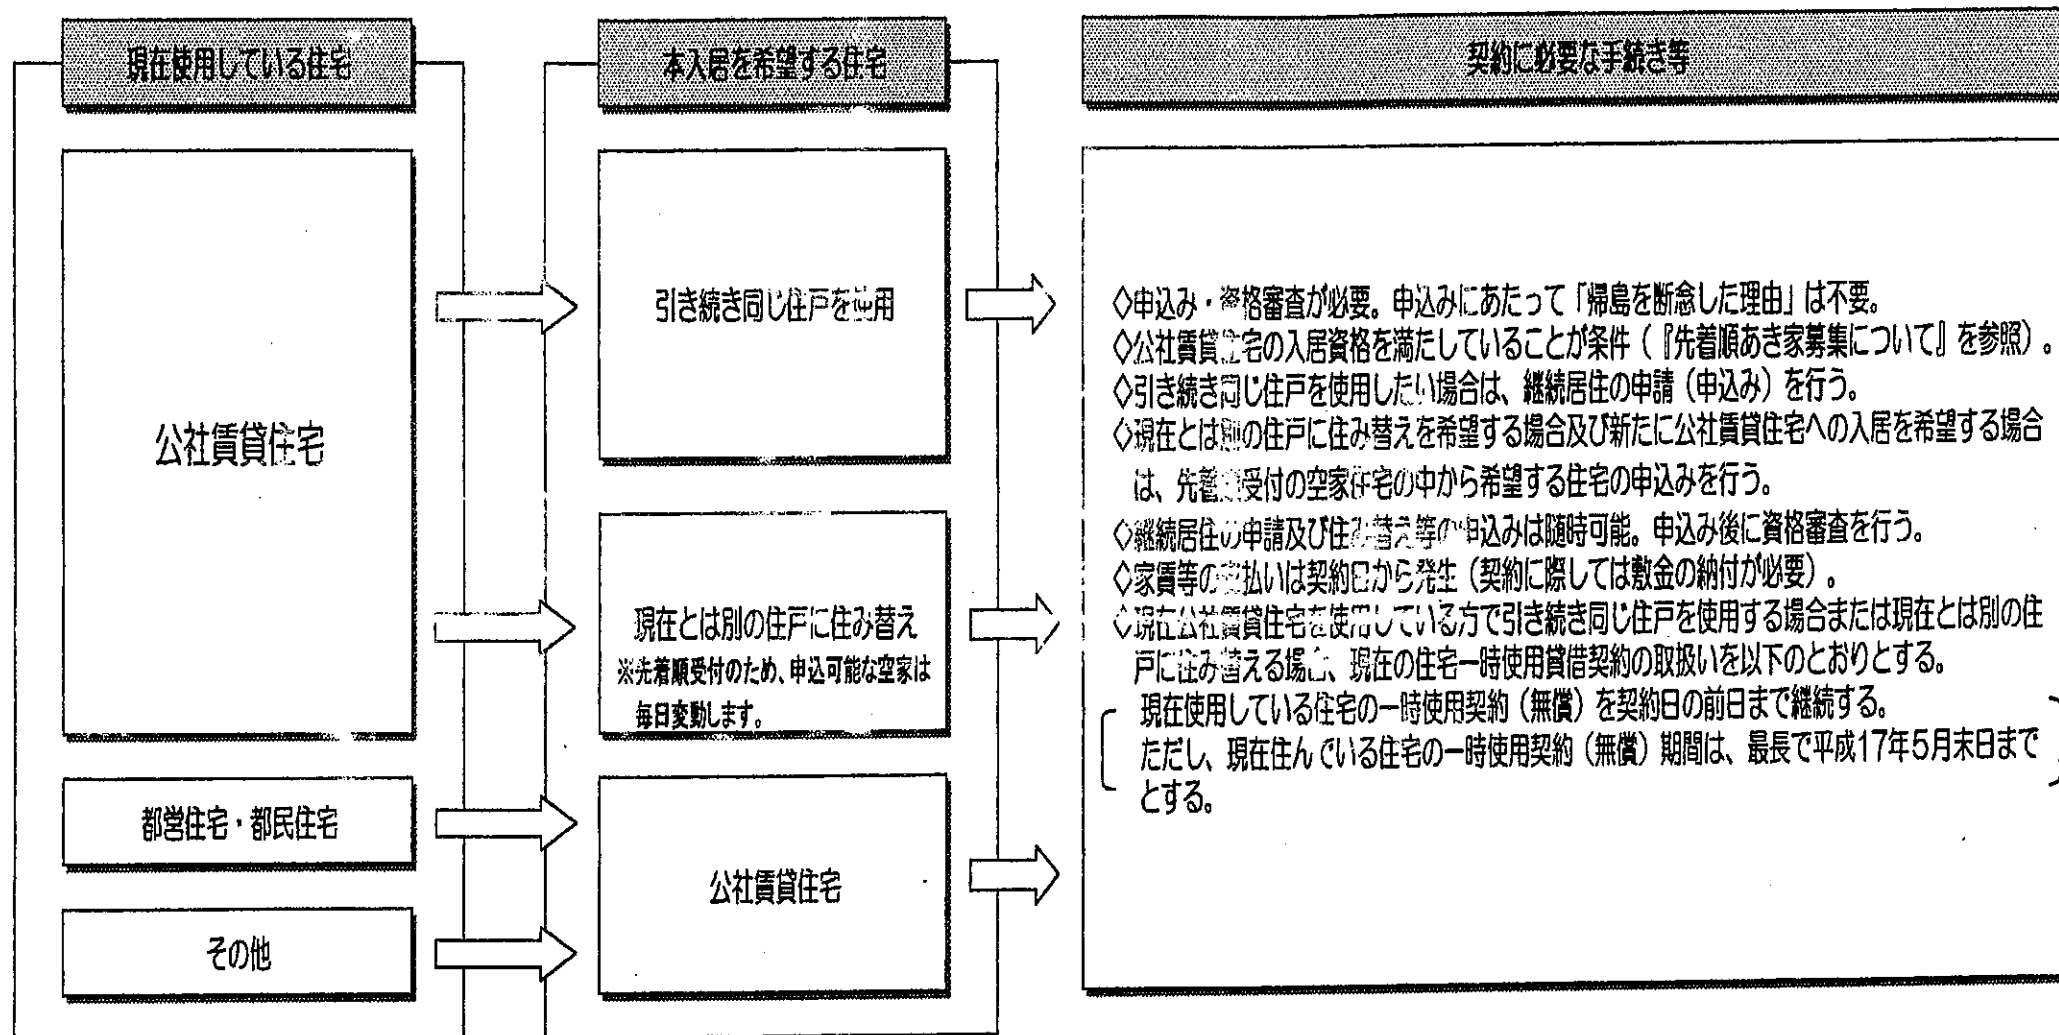 現在使用している住宅
本入居を希望する住宅
契約に必要な手続き等
公社賃貸住宅
引き続き同じ住戸を使用
現在とは別の住戸に住み替え
※先着順受付のため、申込可能な空家は
毎日変動します。
都営住宅・都民住宅
その他
公社賃貸住宅
◇申込み・資格審査が必要。申込みにあたって「帰島を断念した理由」は不要。
◇公社賃貸住宅の入居資格を満たしていることが条件（『先着順あき家募集について』を参照）。
◇引き続き同じ住戸を使用したい場合は、継続居住の申請（申込み）を行う。
◇現在とは別の住戸に住み替えを希望する場合及び新たに公社賃貸住宅への入居を希望する場合
は、先着順受付の空家住宅の中から希望する住宅の申込みを行う。
◇継続居住の申請及び住み替え等の申込みは随時可能。申込み後に資格審査を行う。
◇家賃等の支払いは契約日から発生（契約に際しては敷金の納付が必要）。
◇現在公社賃貸住宅を使用している方で引き続き同じ住戸を使用する場合または現在とは別の住
戸に住み替える場合、現在の住宅一時使用貸借契約の取扱いを以下のとおりとする。
現在使用している住宅の一時使用契約（無償）を契約日の前日まで継続する。
ただし、現在住んでいる住宅の一時使用契約（無償）期間は、最長で平成17年5月末日まで
とする。